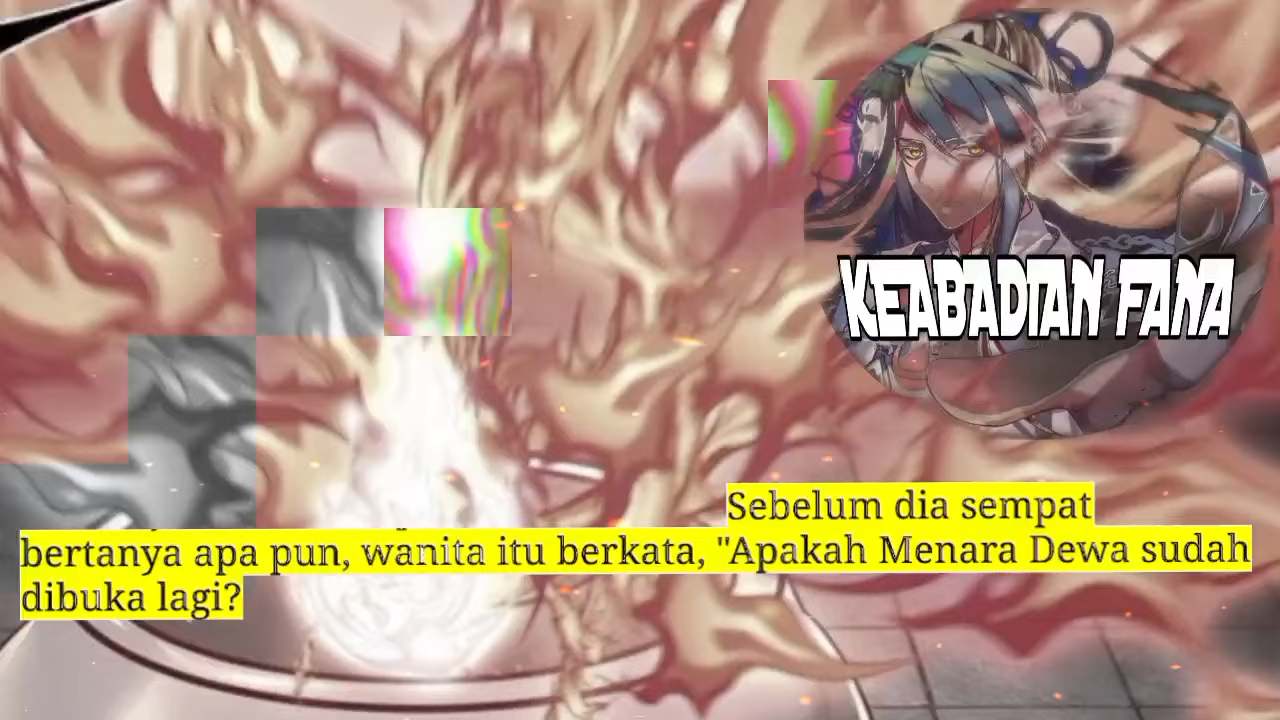 KEABADIAN FANA
Sebelum dia sempat
bertanya apa pun, wanita itu berkata, "Apakah Menara Dewa sudah
dibuka lagi?